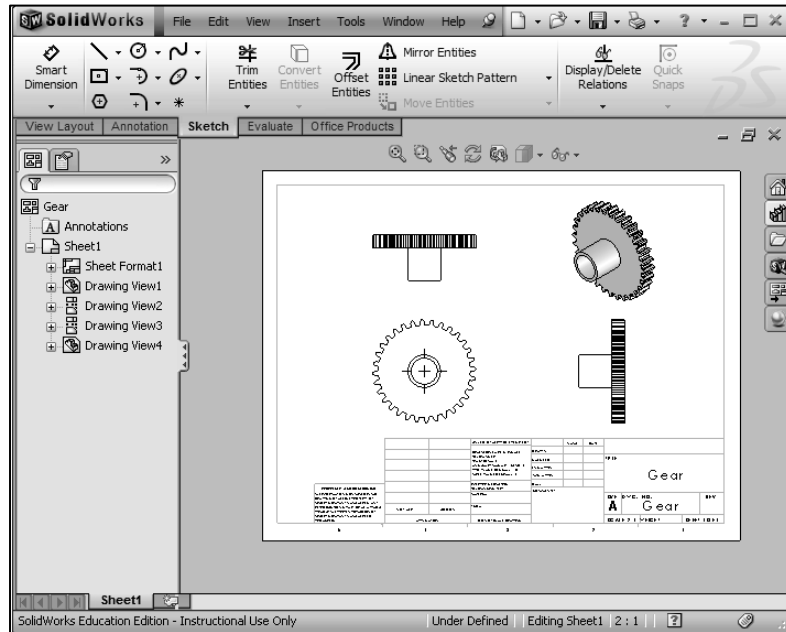 SolidWorks File Edit View Insert Tools Window Help
Smart Dimension
Trim Entities
Convert Entities
Offset Entities
Mirror Entities
Linear Sketch Pattern
Move Entities
Display/Delete Relations
Quick Snaps
View Layout Annotation Sketch Evaluate Office Products
Gear
A Annotations
Sheet1
Sheet Format1
Drawing View1
Drawing View2
Drawing View3
Drawing View4
Gear
A Gear
Sheet1
SolidWorks Education Edition - Instructional Use Only Under Defined Editing Sheet1 2 : 1